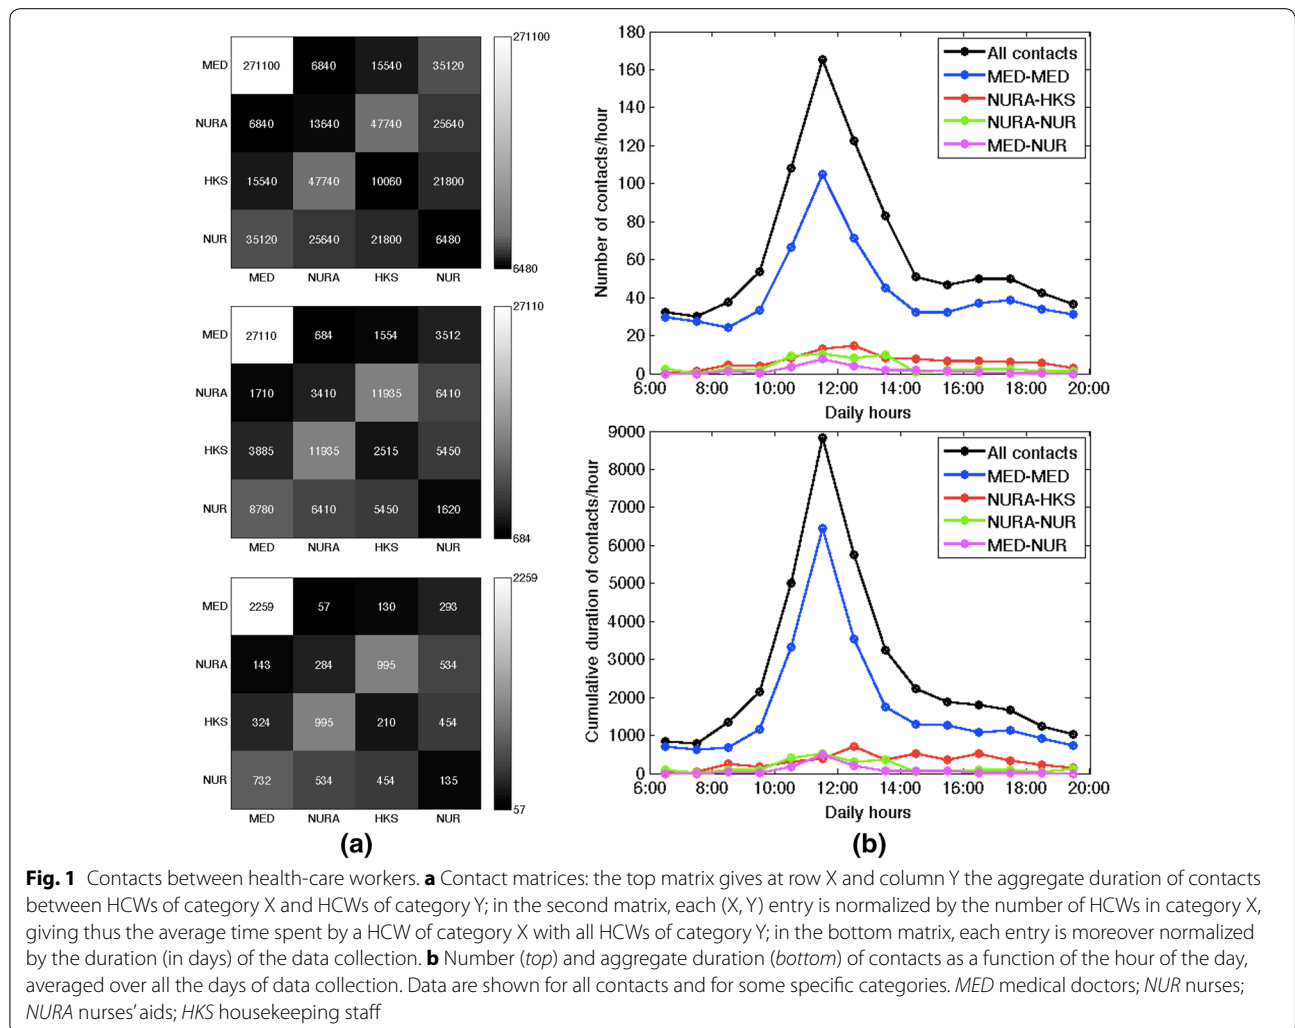 MED 271100 6840 15540 35120
NURA 6840 13640 47740 25640
HKS 15540 47740 10060 21800
NUR 35120 25640 21800 6480
MED NURA HKS NUR
271100
6480
MED 27110 684 1554 3512
NURA 1710 3410 11935 6410
HKS 3885 11935 2515 5450
NUR 8780 6410 5450 1620
MED NURA HKS NUR
27110
684
MED 2259 57 130 293
NURA 143 284 995 534
HKS 324 995 210 454
NUR 732 534 454 135
MED NURA HKS NUR
2259
57
(a)
Number of contacts/hour
180
160
140
120
100
80
60
40
20
0
6:00 8:00 10:00 12:00 14:00 16:00 18:00 20:00
Daily hours
All contacts
MED-MED
NURA-HKS
NURA-NUR
MED-NUR
Cumulative duration of contacts/hour
9000
8000
7000
6000
5000
4000
3000
2000
1000
0
6:00 8:00 10:00 12:00 14:00 16:00 18:00 20:00
Daily hours
All contacts
MED-MED
NURA-HKS
NURA-NUR
MED-NUR
(b)
Fig. 1 Contacts between health-care workers. a Contact matrices: the top matrix gives at row X and column Y the aggregate duration of contacts
between HCWs of category X and HCWs of category Y; in the second matrix, each (X, Y) entry is normalized by the number of HCWs in category X,
giving thus the average time spent by a HCW of category X with all HCWs of category Y; in the bottom matrix, each entry is moreover normalized
by the duration (in days) of the data collection. b Number (top) and aggregate duration (bottom) of contacts as a function of the hour of the day,
averaged over all the days of data collection. Data are shown for all contacts and for some specific categories. MED medical doctors; NUR nurses;
NURA nurses' aids; HKS housekeeping staff